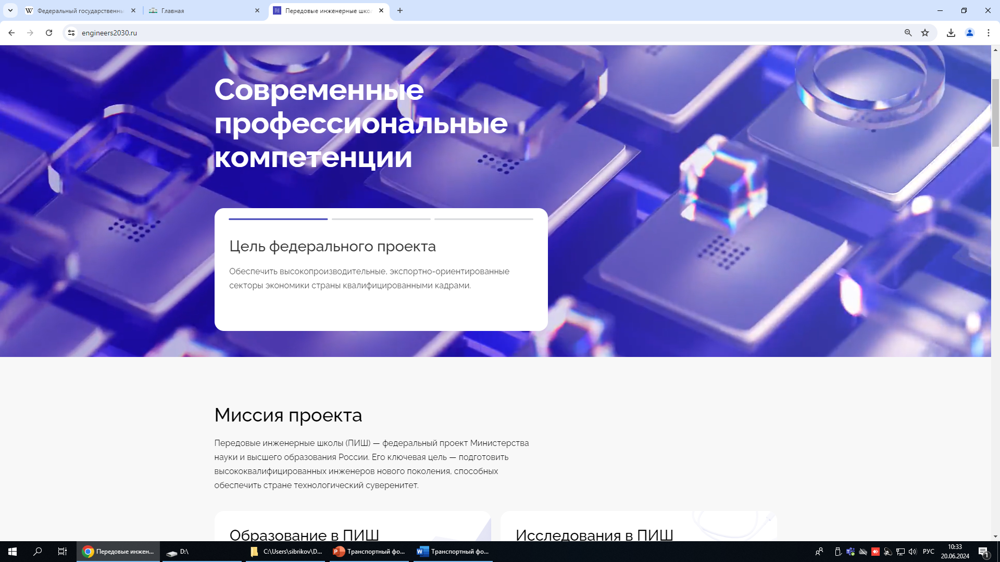 Федеральный государственны
Главная
Передовые инженерные шко
engineers2030.ru
Современные
профессиональные
компетенции
Цель федерального проекта
Обеспечить высокопроизводительные, экспортно-ориентированные
секторы экономики страны квалифицированными кадрами.
Миссия проекта
Передовые инженерные школы (ПИШ) — федеральный проект Министерства
науки и высшего образования России. Его ключевая цель — подготовить
высококвалифицированных инженеров нового поколения, способных
обеспечить стране технологический суверенитет.
Образование в ПИШ
Исследования в ПИШ
Передовые инжен...
D:\
C:\Users\sibrikov\D...
Транспортный фо...
Транспортный фо...
РУС
10:33
20.06.2024
1